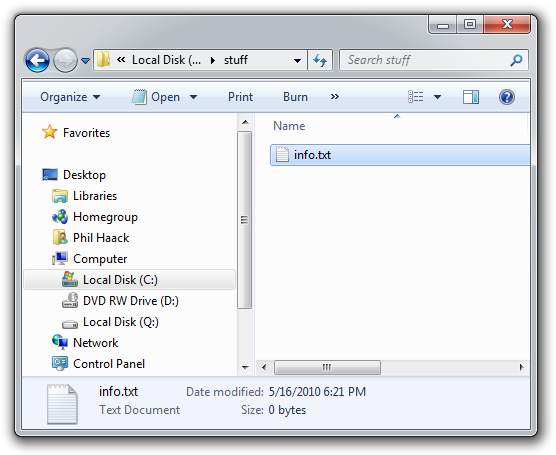 « Local Disk (... stuff
Search stuff
Organize Open Print Burn »
Favorites
Desktop
Libraries
Homegroup
Phil Haack
Computer
Local Disk (C:)
DVD RW Drive (D:)
Local Disk (Q:)
Network
Control Panel
Name
info.txt
info.txt Date modified: 5/16/2010 6:21 PM
Text Document Size: 0 bytes